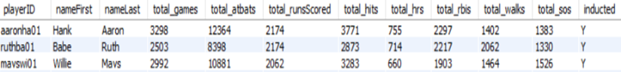 playerID nameFirst nameLast total_games total_atbats total_runsScored total_hits total_hrs total_rbis total_walks total_sos inducted
aaronha01 Hank Aaron 3298 12364 2174 3771 755 2297 1402 1383 Y
ruthba01 Babe Ruth 2503 8398 2174 2873 714 2217 2062 1330 Y
mayswi01 Willie Mays 2992 10881 2062 3283 660 1903 1464 1526 Y